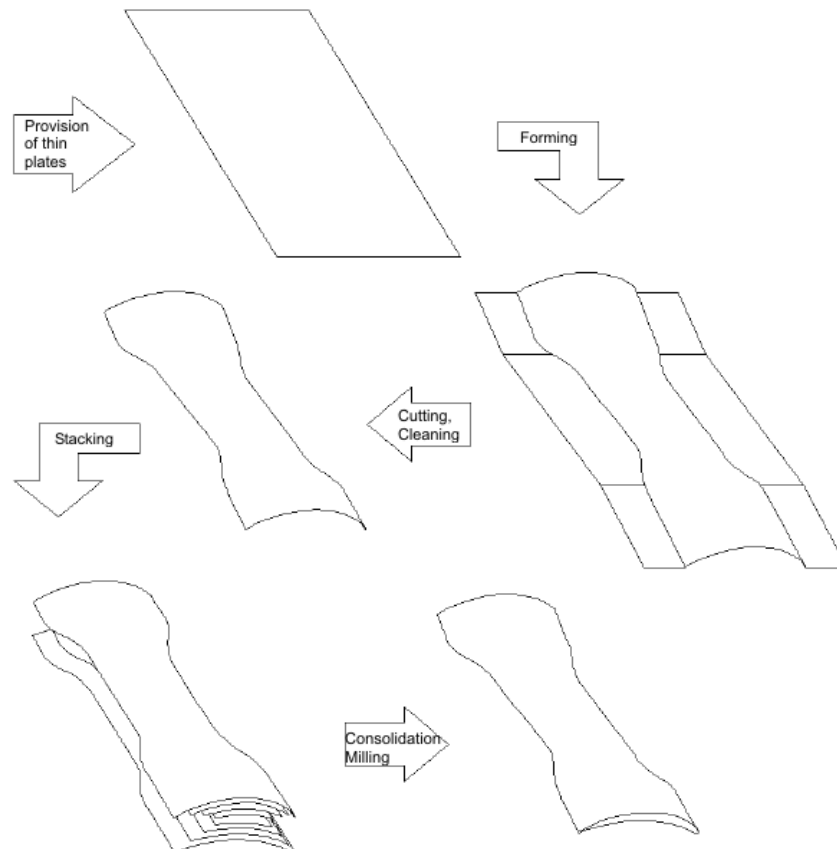 Provision
of thin
plates
Forming
Cutting,
Cleaning
Stacking
Consolidation
Milling